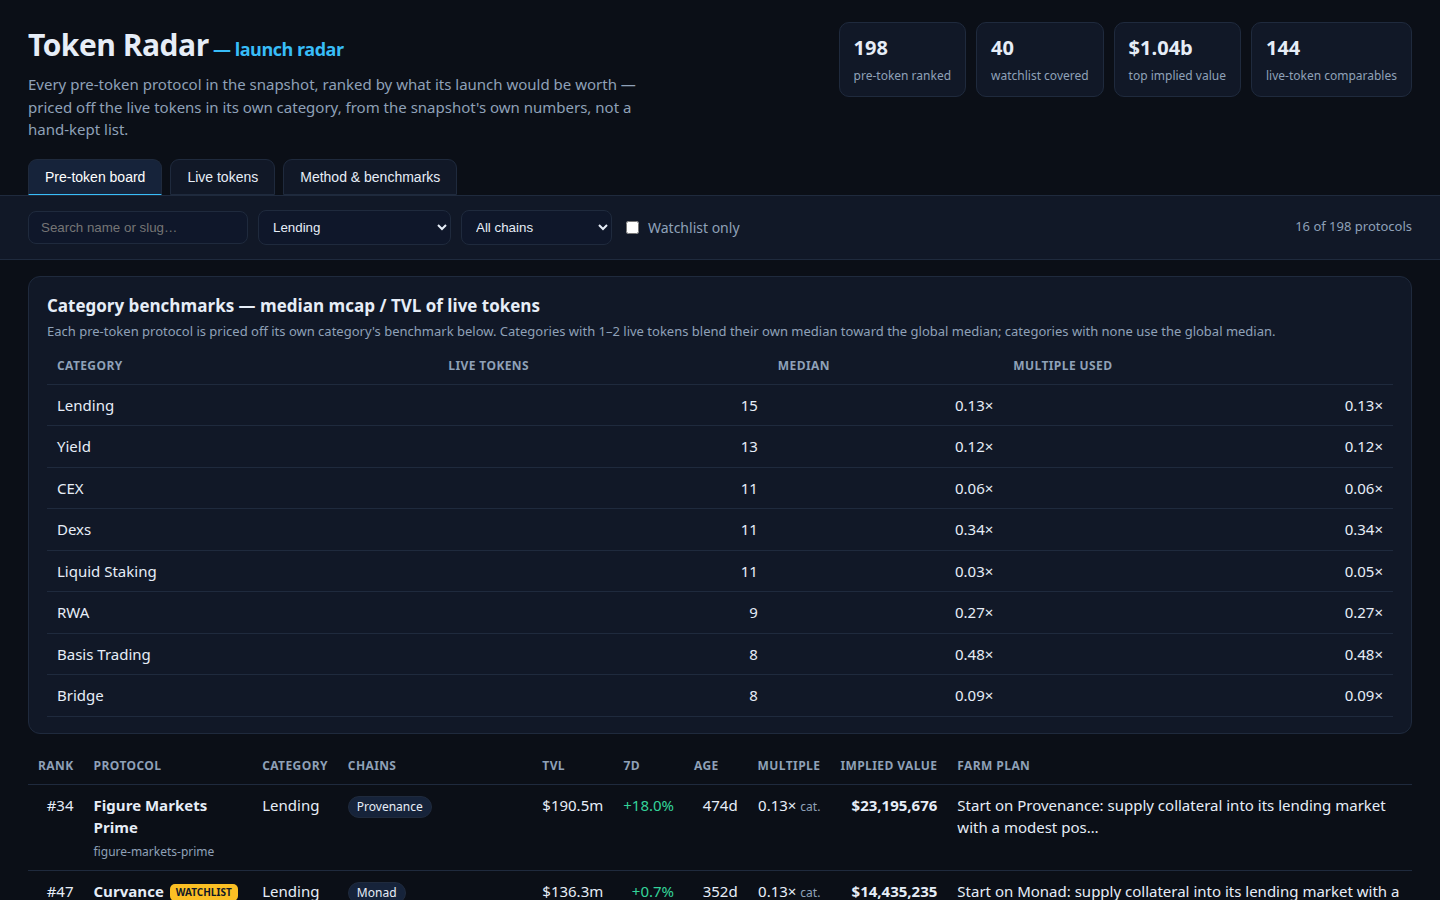 Token Radar — launch radar
Every pre-token protocol in the snapshot, ranked by what its launch would be worth —
priced off the live tokens in its own category, from the snapshot's own numbers, not a
hand-kept list.
198
pre-token ranked
40
watchlist covered
$1.04b
top implied value
144
live-token comparables
Pre-token board
Live tokens
Method & benchmarks
Search name or slug…
Lending
All chains
Watchlist only
16 of 198 protocols
Category benchmarks — median mcap / TVL of live tokens
Each pre-token protocol is priced off its own category's benchmark below. Categories with 1–2 live tokens blend their own median toward the global median; categories with none use the global median.
CATEGORY LIVE TOKENS MEDIAN MULTIPLE USED
Lending 15 0.13× 0.13×
Yield 13 0.12× 0.12×
CEX 11 0.06× 0.06×
Dexs 11 0.34× 0.34×
Liquid Staking 11 0.03× 0.05×
RWA 9 0.27× 0.27×
Basis Trading 8 0.48× 0.48×
Bridge 8 0.09× 0.09×
RANK PROTOCOL CATEGORY CHAINS TVL 7D AGE MULTIPLE IMPLIED VALUE FARM PLAN
#34 Figure Markets Prime Lending Provenance $190.5m +18.0% 474d 0.13× cat. $23,195,676 Start on Provenance: supply collateral into its lending market
with a modest pos…
figure-markets-prime
#47 Curvance WATCHLIST Lending Monad $136.3m +0.7% 352d 0.13× cat. $14,435,235 Start on Monad: supply collateral into its lending market with a